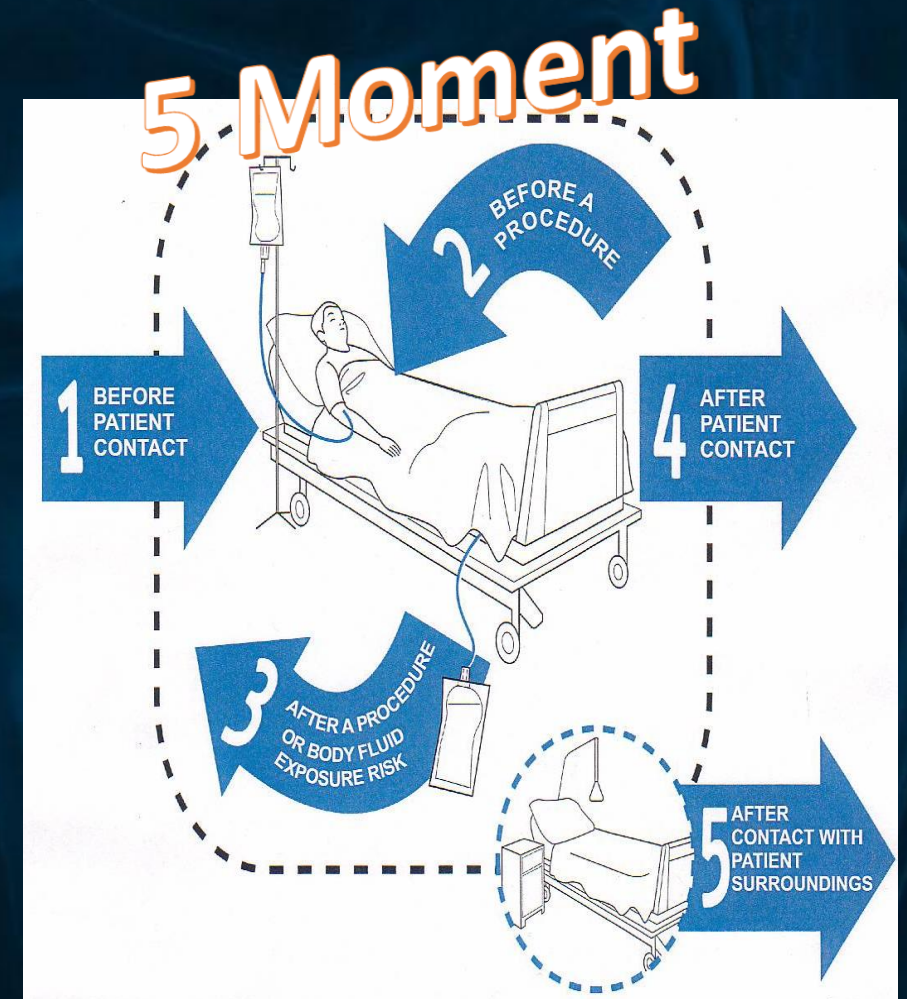 5 Moment
1
BEFORE
PATIENT
CONTACT
2
BEFORE A
PROCEDURE
3
AFTER A PROCEDURE
OR BODY FLUID
EXPOSURE RISK
4
AFTER
PATIENT
CONTACT
5
AFTER
CONTACT WITH
PATIENT
SURROUNDINGS